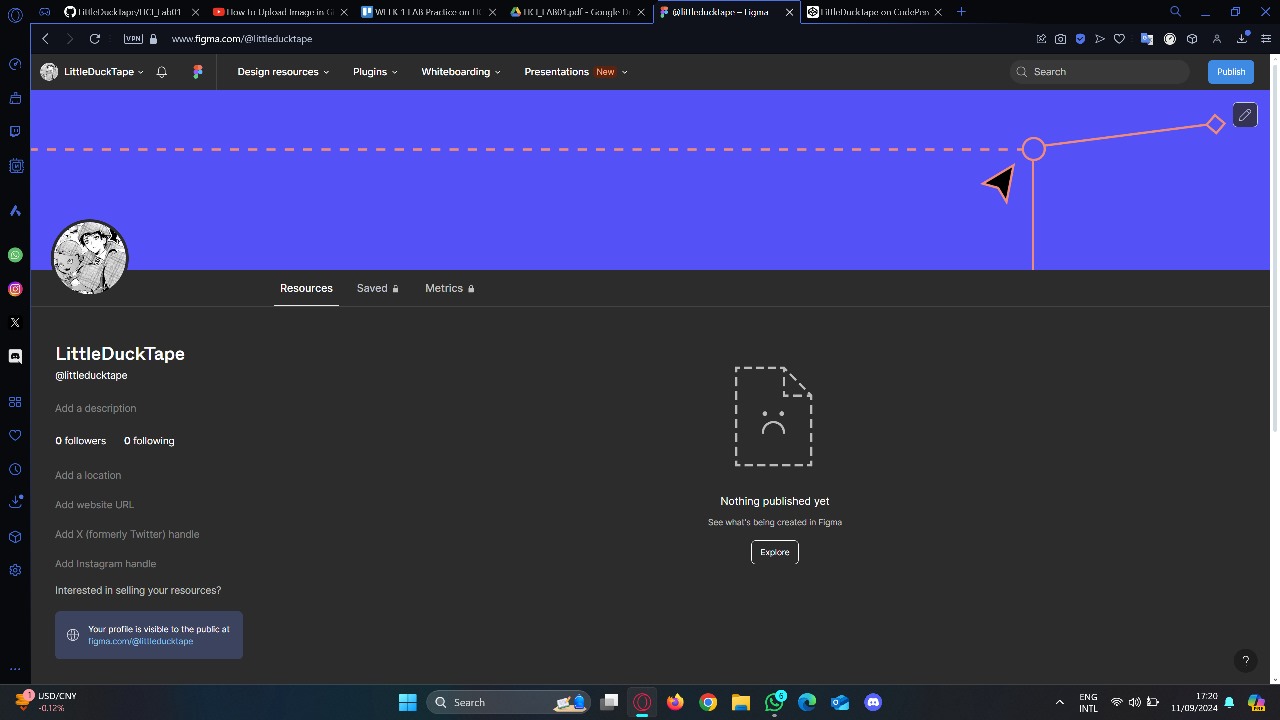 LittleDuckTape/HCI_Lab01
How to Upload Image in Gi
WEEK 1 LAB Practice on HC
HCI_LAB01.pdf - Google Dr
@littleducktape – Figma
LittleDuckTape on CodePen
VPN
www.figma.com/@littleducktape
LittleDuckTape
Design resources
Plugins
Whiteboarding
Presentations New
Search
Publish
Resources
Saved
Metrics
LittleDuckTape
@littleducktape
Add a description
0 followers 0 following
Add a location
Add website URL
Add X (formerly Twitter) handle
Add Instagram handle
Interested in selling your resources?
Your profile is visible to the public at
figma.com/@littleducktape
Nothing published yet
See what's being created in Figma
Explore
?
1
USD/CNY
-0.12%
Search
6
ENG
INTL
17:20
11/09/2024